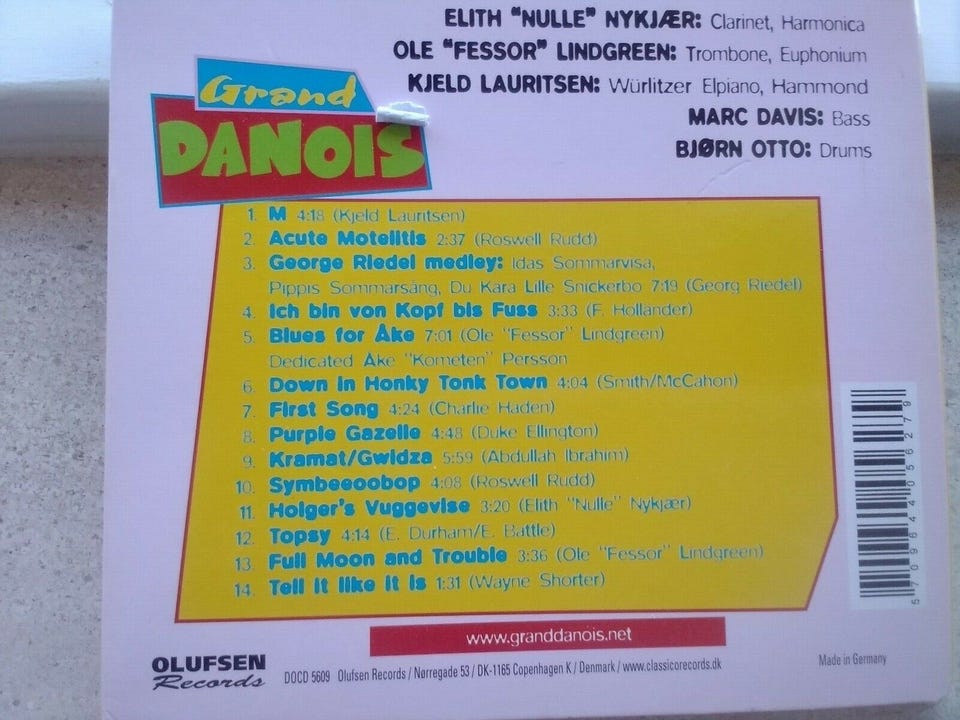 ELITH "NULLE" NYKJÆR: Clarinet, Harmonica
OLE "FESSOR" LINDGREEN: Trombone, Euphonium
KJELD LAURITSEN: Würlitzer Elpiano, Hammond
MARC DAVIS: Bass
BJØRN OTTO: Drums
Grand
DANOIS
1. M 4:18 (Kjeld Lauritsen)
2. Acute Motelitis 2:37 (Roswell Rudd)
3. George Riedel medley: Idas Sommarvisa,
Pippis Sommarsång, Du Kära Lille Snickerbo 7:19 (Georg Riedel)
4. Ich bin von Kopf bis Fuss 3:33 (F. Holländer)
5. Blues for Åke 7:01 (Ole "Fessor" Lindgreen)
Dedicated Åke "Kometen" Persson
6. Down in Honky Tonk Town 4:04 (Smith/McCahon)
7. First Song 4:24 (Charlie Haden)
8. Purple Gazelle 4:48 (Duke Ellington)
9. Kramat/Gwidza 5:59 (Abdullah Ibrahim)
10. Symbeeoobop 4:08 (Roswell Rudd)
11. Holger's Vuggevise 3:20 (Elith "Nulle" Nykjær)
12. Topsy 4:14 (E. Durham/E. Battle)
13. Full Moon and Trouble 3:36 (Ole "Fessor" Lindgreen)
14. Tell it like it is 1:31 (Wayne Shorter)
5 709644 056279
www.granddanois.net
OLUFSEN
Records
DOCD 5609 Olufsen Records / Nørregade 53 / DK-1165 Copenhagen K / Denmark / www.classicorecords.dk
Made in Germany